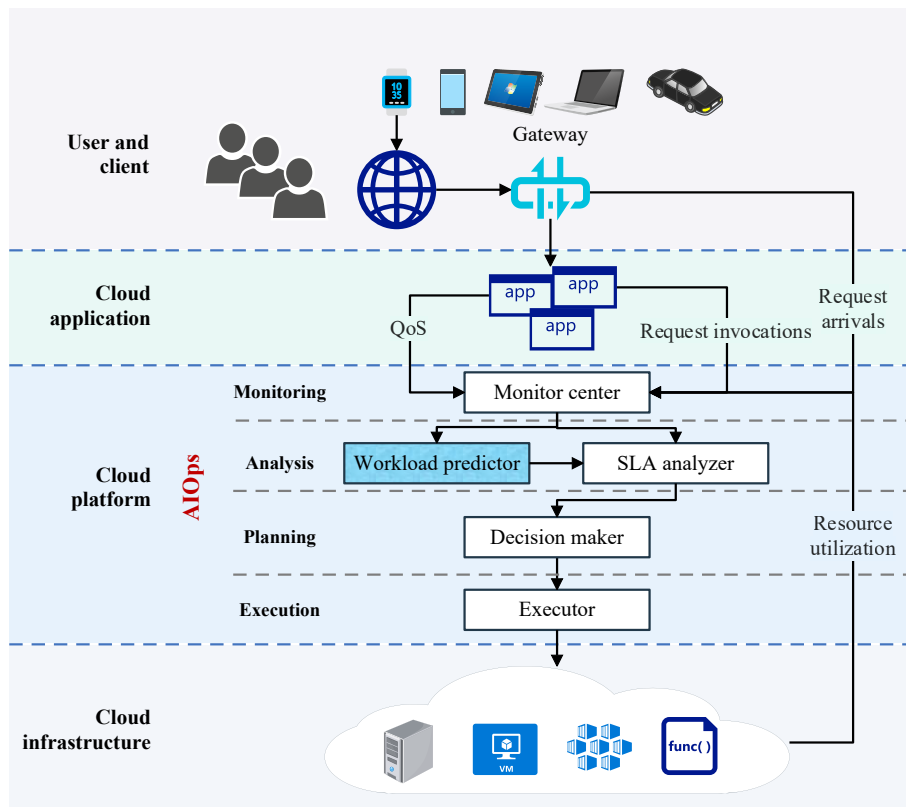 10
35
Gateway
User and
client
Cloud
application
app
app
app
QoS
Request invocations
Request
arrivals
Monitoring
Monitor center
Cloud
platform
AIOps
Analysis
Workload predictor
SLA analyzer
Planning
Decision maker
Resource
utilization
Execution
Executor
Cloud
infrastructure
VM
func( )